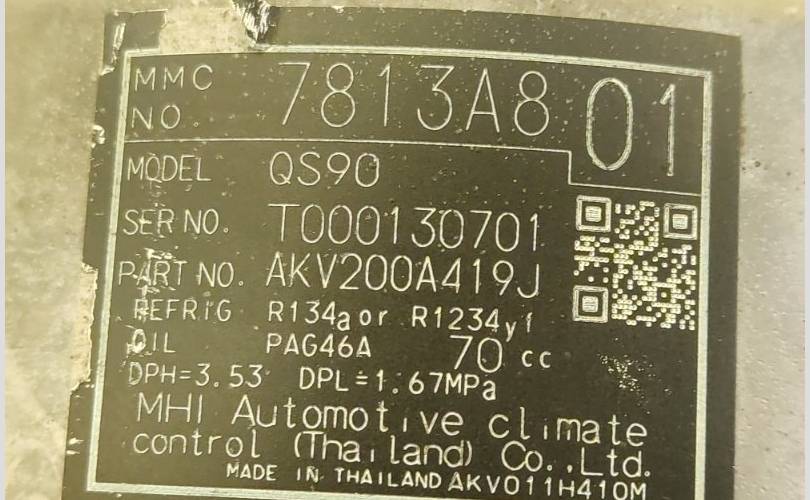 MMC NO. 7813A8 01
MODEL QS90
SER NO. T000130701
PART NO. AKV200A419J
REFRIG R134a or R1234yf
OIL PAG46A 70 cc
DPH=3.53 DPL=1.67MPa
MHI Automotive climate
control (Thailand) Co.,Ltd.
MADE IN THAILAND AKV011H410M